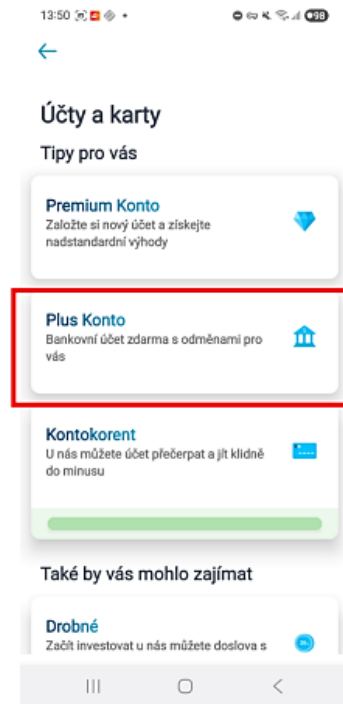 13:50
98
Účty a karty
Tipy pro vás
Premium Konto
Založte si nový účet a získejte
nadstandardní výhody
Plus Konto
Bankovní účet zdarma s odměnami pro
vás
Kontokorent
U nás můžete účet přečerpat a jít klidně
do minusu
Také by vás mohlo zajímat
Drobné
Začít investovat u nás můžete doslova s